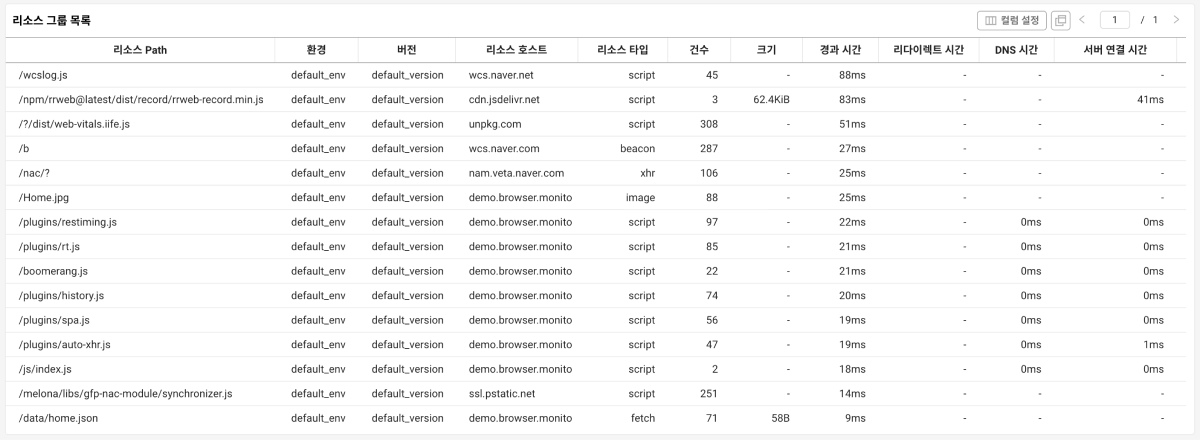 리소스 그룹 목록 컬럼 설정 1 / 1
리소스 Path 환경 버전 리소스 호스트 리소스 타입 건수 크기 경과 시간 리다이렉트 시간 DNS 시간 서버 연결 시간
/wcslog.js default_env default_version wcs.naver.net script 45 - 88ms - - -
/npm/rrweb@latest/dist/record/rrweb-record.min.js default_env default_version cdn.jsdelivr.net script 3 62.4KiB 83ms - - 41ms
/?/dist/web-vitals.iife.js default_env default_version unpkg.com script 308 - 51ms - - -
/b default_env default_version wcs.naver.com beacon 287 - 27ms - - -
/nac/? default_env default_version nam.veta.naver.com xhr 106 - 25ms - - -
/Home.jpg default_env default_version demo.browser.monito image 88 - 25ms - - -
/plugins/restiming.js default_env default_version demo.browser.monito script 97 - 22ms - 0ms 0ms
/plugins/rt.js default_env default_version demo.browser.monito script 85 - 21ms - 0ms 0ms
/boomerang.js default_env default_version demo.browser.monito script 22 - 21ms - 0ms 0ms
/plugins/history.js default_env default_version demo.browser.monito script 74 - 20ms - 0ms 0ms
/plugins/spa.js default_env default_version demo.browser.monito script 56 - 19ms - 0ms 0ms
/plugins/auto-xhr.js default_env default_version demo.browser.monito script 47 - 19ms - 0ms 1ms
/js/index.js default_env default_version demo.browser.monito script 2 - 18ms - 0ms 0ms
/melona/libs/gfp-nac-module/synchronizer.js default_env default_version ssl.pstatic.net script 251 - 14ms - - -
/data/home.json default_env default_version demo.browser.monito fetch 71 58B 9ms - - -